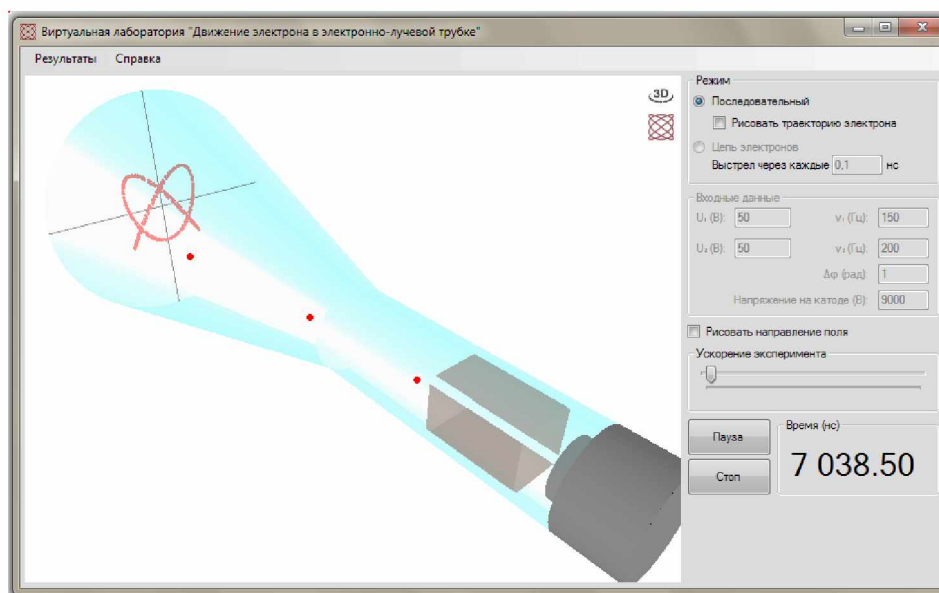 Виртуальная лаборатория "Движение электрона в электронно-лучевой трубке"
Результаты Справка
3D
Режим
Последовательный
Рисовать траекторию электрона
Цепь электронов
Выстрел через каждые 0,1 нс
Входные данные
U₁ (В): 50 ν₁ (Гц): 150
U₂ (В): 50 ν₂ (Гц): 200
Δφ (рад): 1
Напряжение на катоде (В): 9000
Рисовать направление поля
Ускорение эксперимента
Пауза
Стоп
Время (нс)
7 038.50